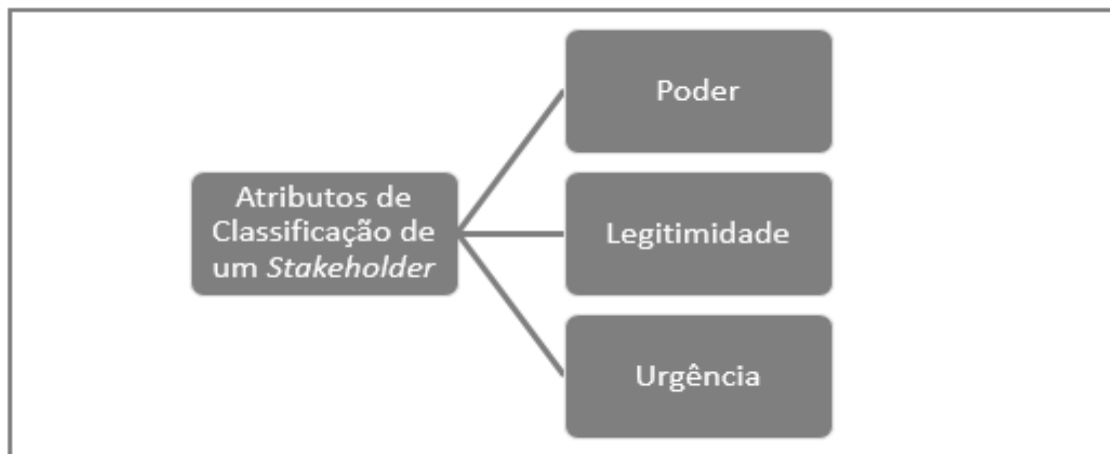 Poder
Atributos de
Classificação de
um Stakeholder
Legitimidade
Urgência